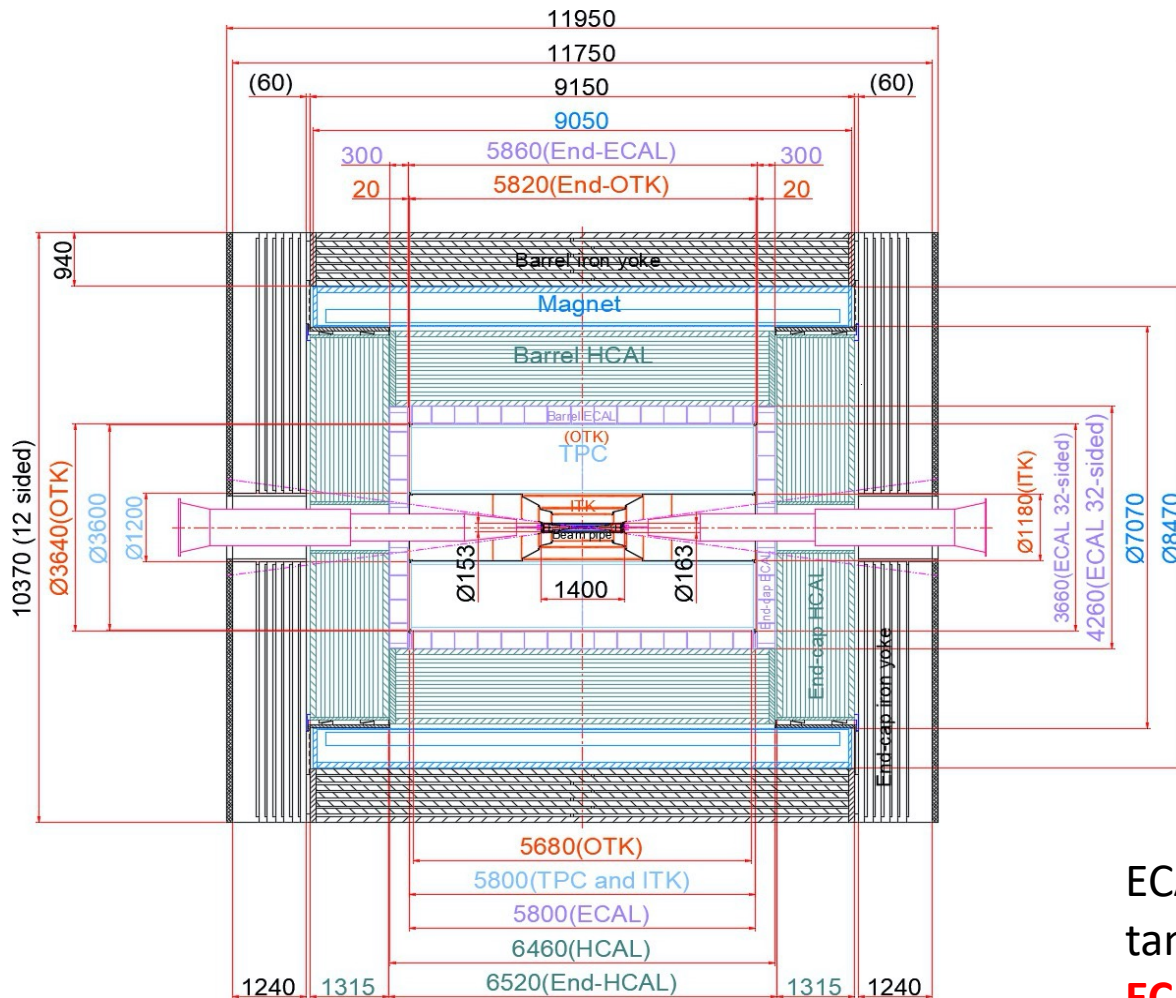 11950
11750
(60) 9150 (60)
9050
300 5860(End-ECAL) 300
20 5820(End-OTK) 20
940
Barrel iron yoke
Magnet
Barrel HCAL
Barrel ECAL
(OTK)
TPC
ITK
Beam pipe
10370 (12 sided)
Ø3640(OTK)
Ø3600
Ø1200
Ø153
1400
Ø163
End-cap ECAL
End-cap HCAL
End-cap iron yoke
Ø1180(ITK)
3660(ECAL 32-sided)
4260(ECAL 32-sided)
Ø7070
Ø8470
5680(OTK)
5800(TPC and ITK)
5800(ECAL)
6460(HCAL)
1240 1315 6520(End-HCAL) 1315 1240